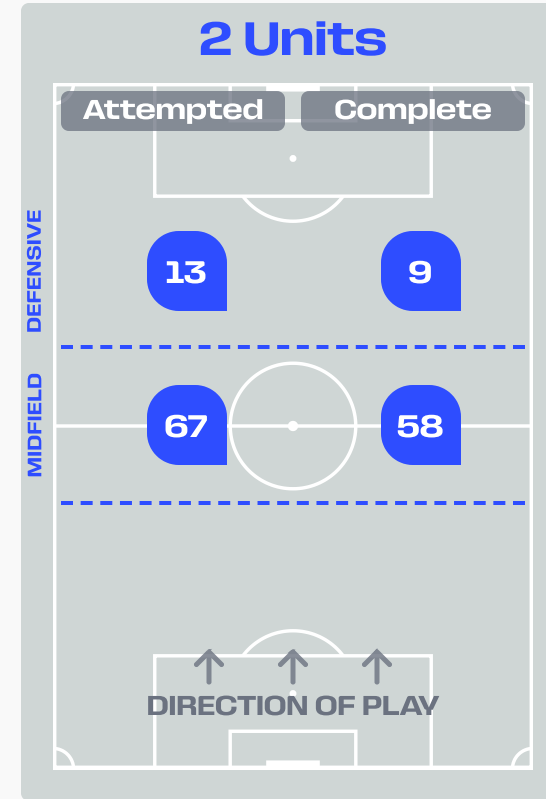 2 Units
Attempted Complete
DEFENSIVE
13 9
MIDFIELD
67 58
DIRECTION OF PLAY